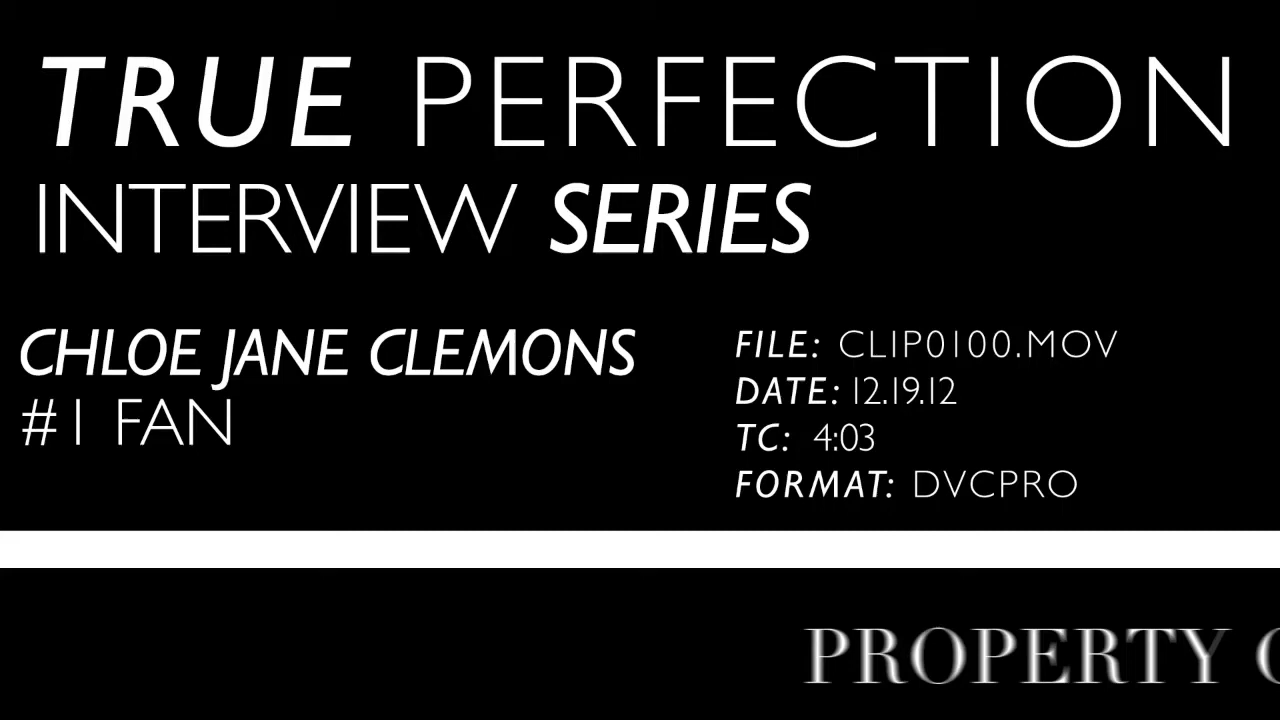 TRUE PERFECTION
INTERVIEW SERIES
CHLOE JANE CLEMONS
#1 FAN
FILE: CLIP0100.MOV
DATE: 12.19.12
TC: 4:03
FORMAT: DVCPRO
PROPERTY